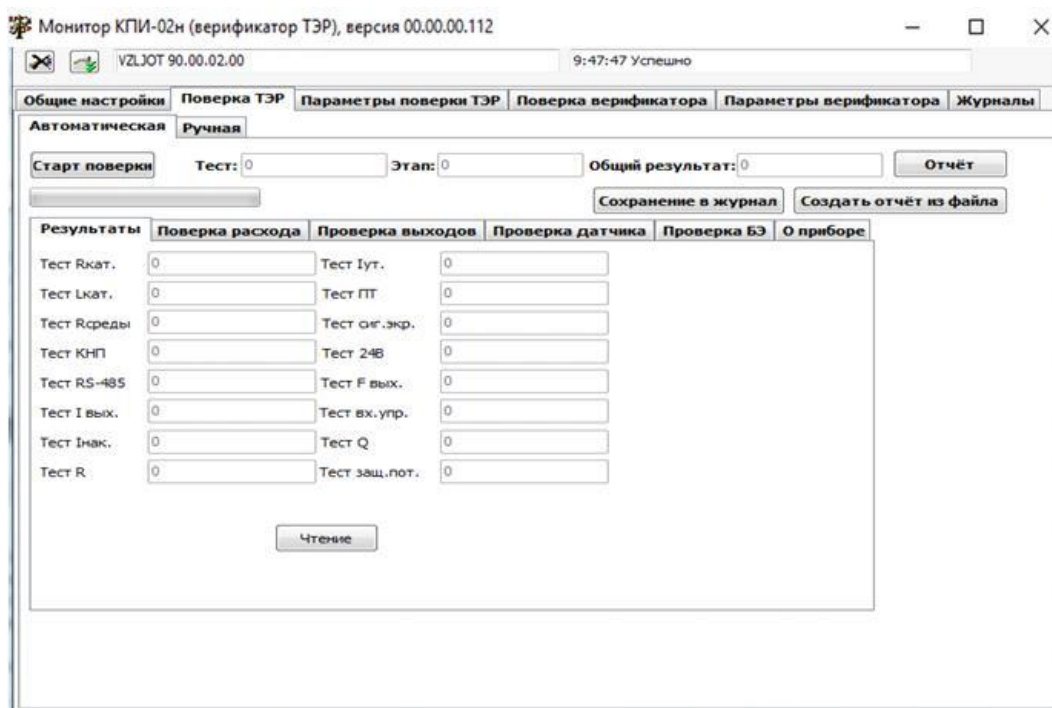 Монитор КПИ-02н (верификатор ТЭР), версия 00.00.00.112
VZLJOT 90.00.02.00 9:47:47 Успешно
Общие настройки Поверка ТЭР Параметры поверки ТЭР Поверка верификатора Параметры верификатора Журналы
Автоматическая Ручная
Старт поверки Тест: 0 Этап: 0 Общий результат: 0 Отчёт
Сохранение в журнал Создать отчёт из файла
Результаты Поверка расхода Проверка выходов Проверка датчика Проверка БЭ О приборе
Тест Rкат. 0 Тест Iут. 0
Тест Lкат. 0 Тест ПТ 0
Тест Rсреды 0 Тест сиг.экр. 0
Тест КНП 0 Тест 24В 0
Тест RS-485 0 Тест F вых. 0
Тест I вых. 0 Тест вх.упр. 0
Тест Iнак. 0 Тест Q 0
Тест R 0 Тест защ.пот. 0
Чтение